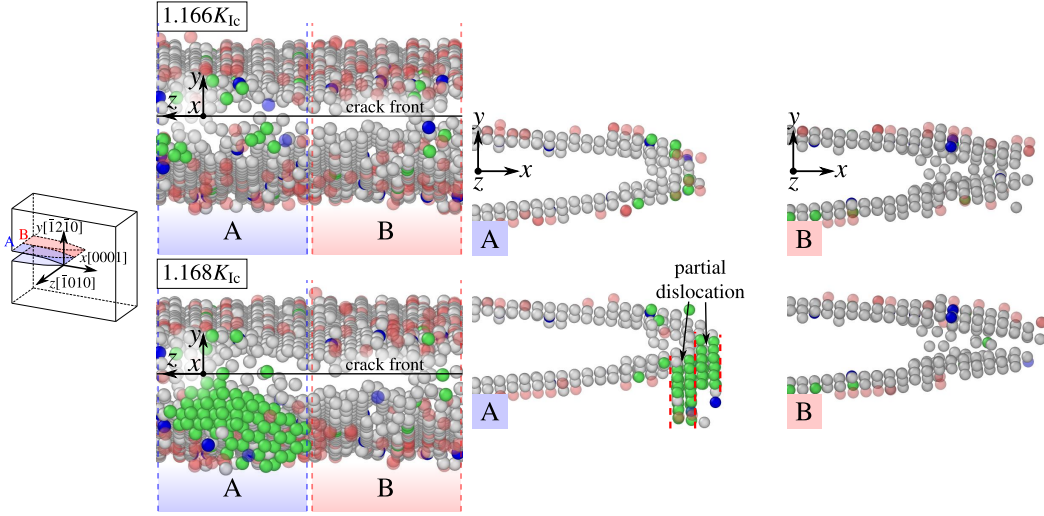 1.166K_Ic
y
z x
crack front
A B
y
z x
A
y
z x
B
A B
y[1̅21̅0]
x[0001]
z[1̅010]
1.168K_Ic
y
z x
crack front
A B
partial
dislocation
y
z x
A
y
z x
B